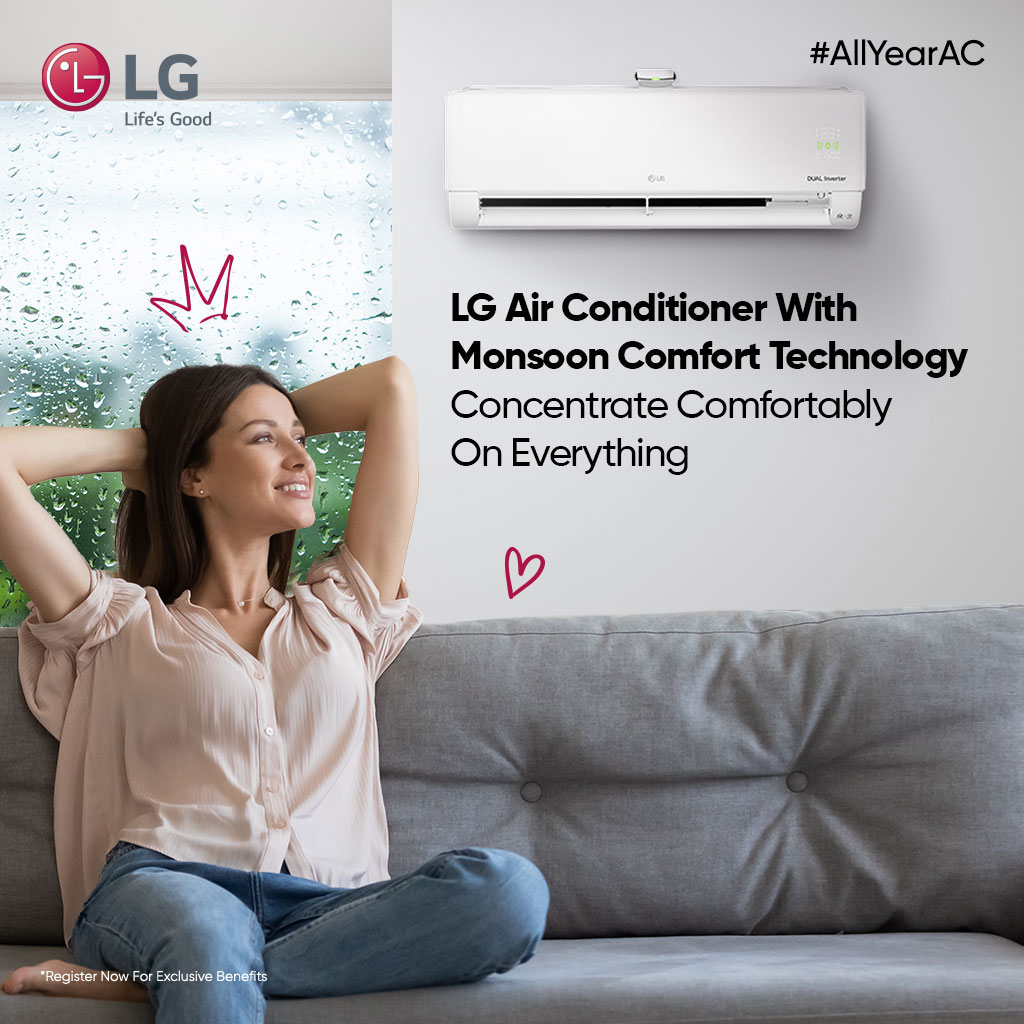 LG
Life's Good
#AllYearAC
LG
DUAL Inverter
LG Air Conditioner With
Monsoon Comfort Technology
Concentrate Comfortably
On Everything
*Register Now For Exclusive Benefits